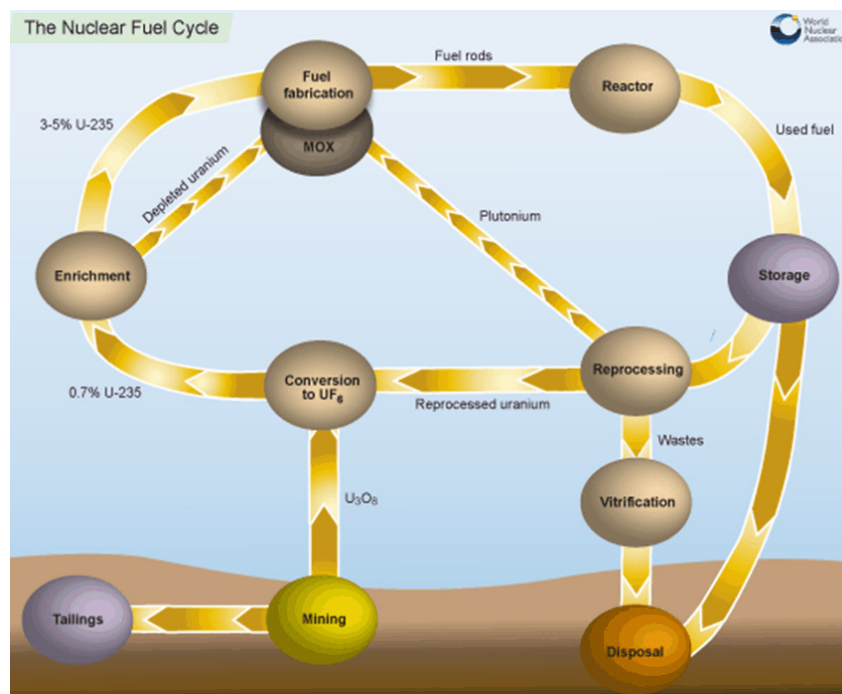 The Nuclear Fuel Cycle
World
Nuclear
Associatio
Fuel rods
Fuel
fabrication
Reactor
3-5% U-235
Used fuel
MOX
Depleted uranium
Plutonium
Enrichment
Storage
Conversion
to UF₆
Reprocessing
0.7% U-235
Reprocessed uranium
Wastes
U₃O₈
Vitrification
Tailings
Mining
Disposal